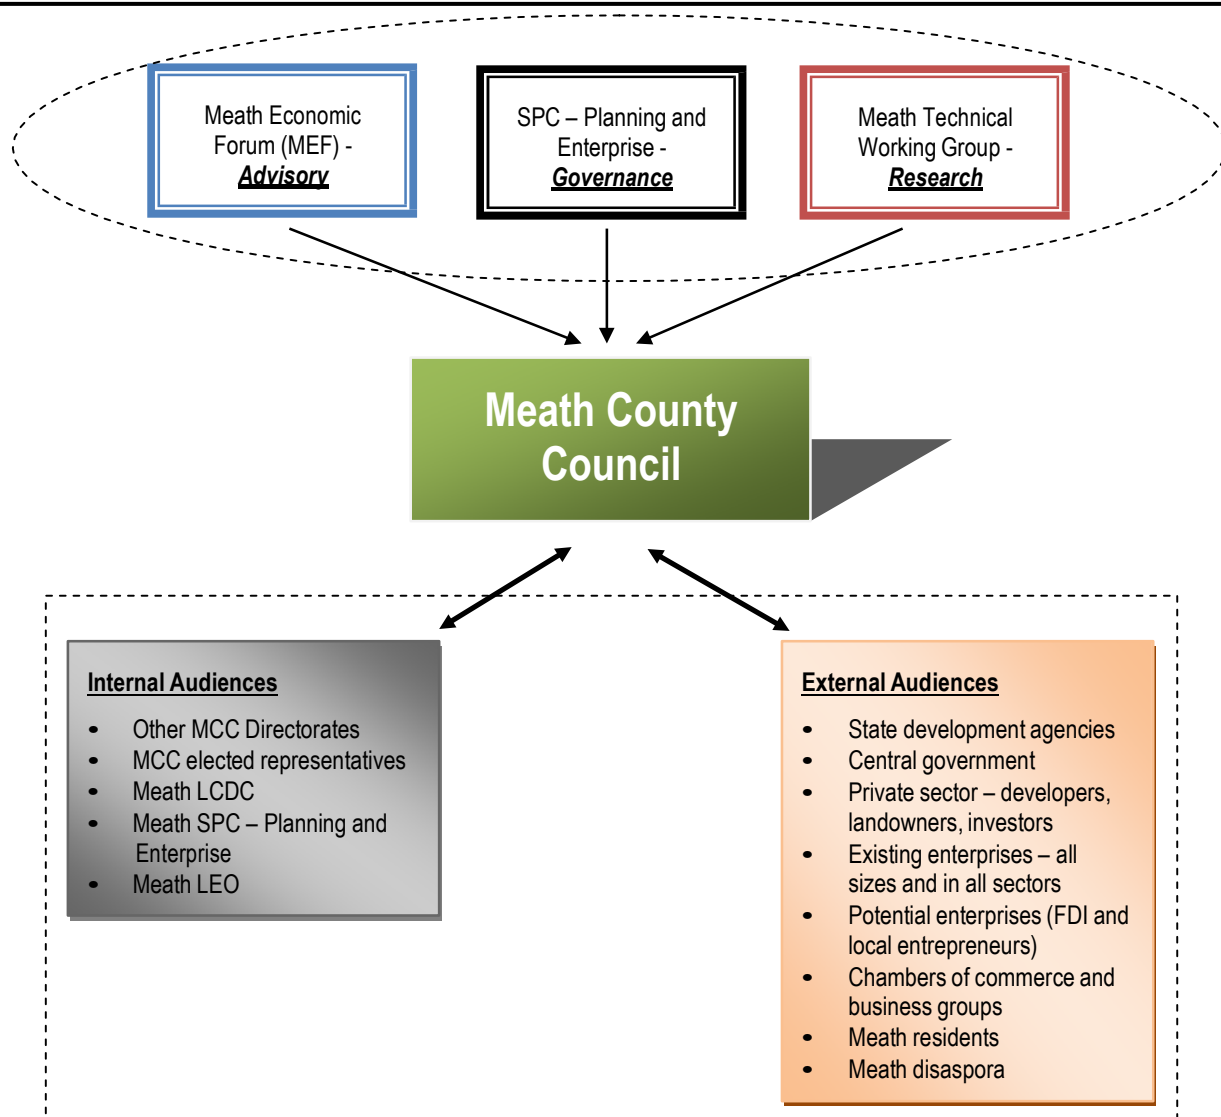 Meath Economic
Forum (MEF) -
Advisory
SPC – Planning and
Enterprise -
Governance
Meath Technical
Working Group -
Research
Meath County
Council
Internal Audiences
• Other MCC Directorates
• MCC elected representatives
• Meath LCDC
• Meath SPC – Planning and
Enterprise
• Meath LEO
External Audiences
• State development agencies
• Central government
• Private sector – developers,
landowners, investors
• Existing enterprises – all
sizes and in all sectors
• Potential enterprises (FDI and
local entrepreneurs)
• Chambers of commerce and
business groups
• Meath residents
• Meath disaspora